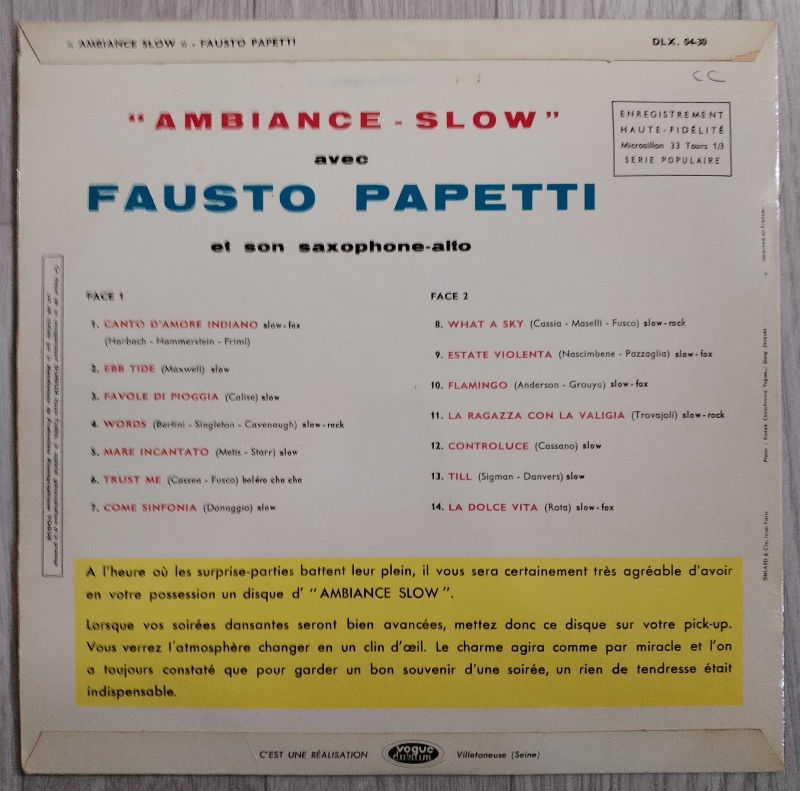 « AMBIANCE SLOW » - FAUSTO PAPETTI
DLX. 04-30
CC
“AMBIANCE - SLOW”
avec
FAUSTO PAPETTI
et son saxophone-alto
ENREGISTREMENT
HAUTE-FIDÉLITÉ
Microsillon 33 Tours 1/3
SERIE POPULAIRE
FACE 1
1. CANTO D'AMORE INDIANO slow-fox
(Harbach - Hammerstein - Friml)
2. EBB TIDE (Maxwell) slow
3. FAVOLE DI PIOGGIA (Calise) slow
4. WORDS (Bertini - Singleton - Cavenaugh) slow-rock
5. MARE INCANTATO (Metis - Starr) slow
6. TRUST ME (Cassea - Fusco) boléro cha cha
7. COME SINFONIA (Donaggio) slow
FACE 2
8. WHAT A SKY (Cassia - Maselli - Fusco) slow-rock
9. ESTATE VIOLENTA (Nascimbene - Pazzaglia) slow-fox
10. FLAMINGO (Anderson - Grouya) slow-fox
11. LA RAGAZZA CON LA VALIGIA (Trovajoli) slow-rock
12. CONTROLUCE (Cassano) slow
13. TILL (Sigman - Danvers) slow
14. LA DOLCE VITA (Rota) slow-fox
A l'heure où les surprise-parties battent leur plein, il vous sera certainement très agréable d'avoir
en votre possession un disque d' “AMBIANCE SLOW”.
Lorsque vos soirées dansantes seront bien avancées, mettez donc ce disque sur votre pick-up.
Vous verrez l'atmosphère changer en un clin d'œil. Le charme agira comme par miracle et l'on
a toujours constaté que pour garder un bon souvenir d'une soirée, un rien de tendresse était
indispensable.
C'EST UNE RÉALISATION
vogue
Villetaneuse (Seine)
Imprimé en France